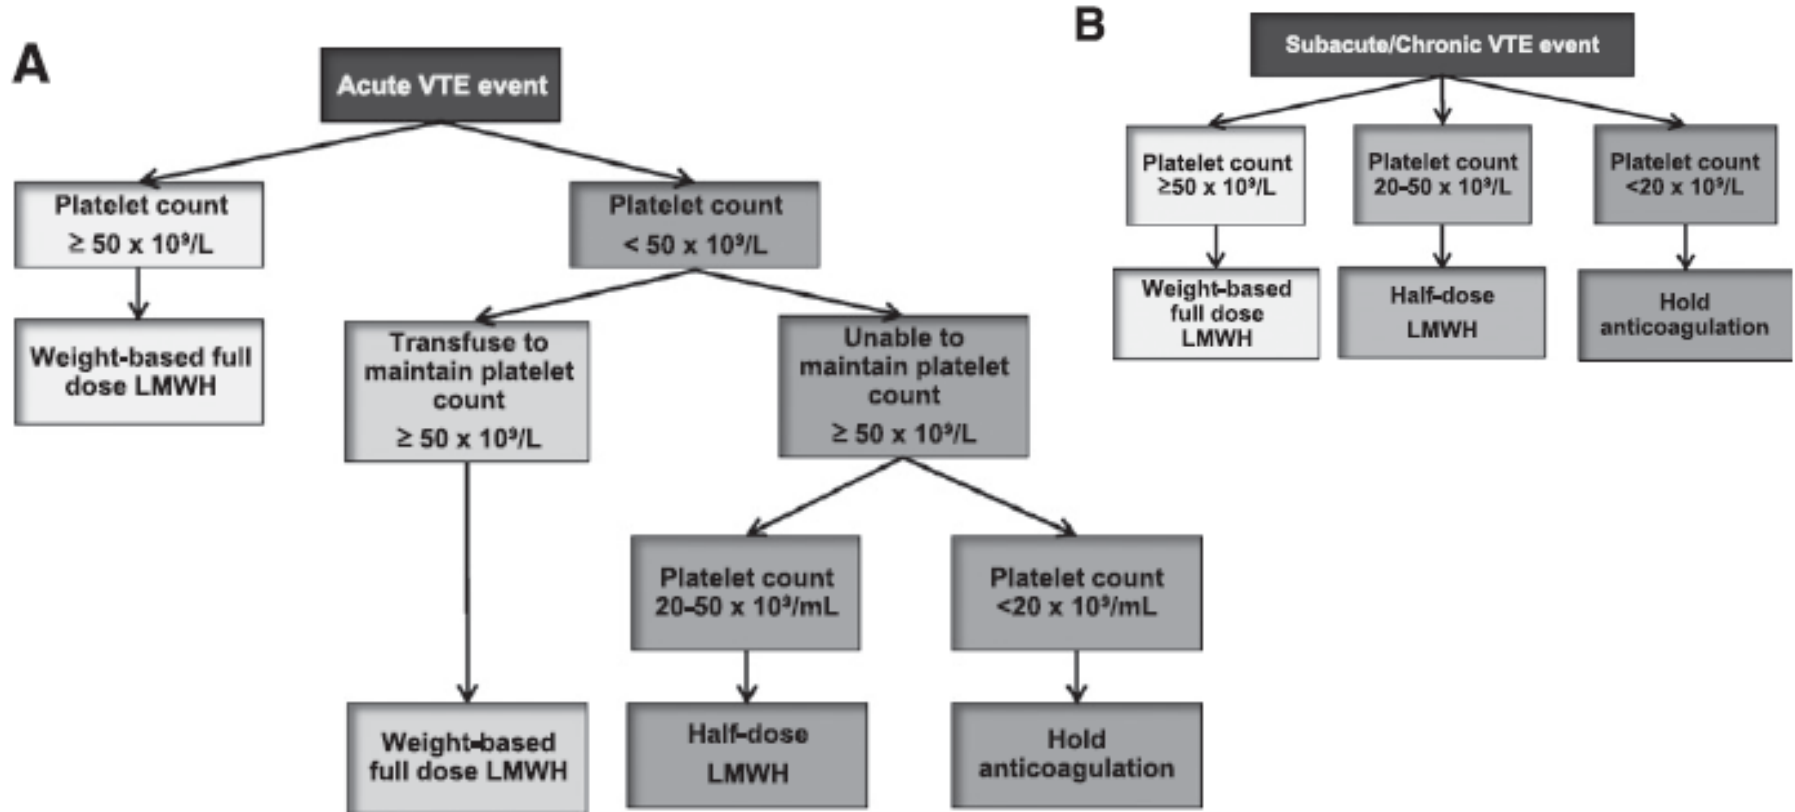 A
Acute VTE event
Platelet count
≥ 50 x 10⁹/L
Weight-based full
dose LMWH
Platelet count
< 50 x 10⁹/L
Transfuse to
maintain platelet
count
≥ 50 x 10⁹/L
Weight-based
full dose LMWH
Unable to
maintain platelet
count
≥ 50 x 10⁹/L
Platelet count
20-50 x 10⁹/mL
Half-dose
LMWH
Platelet count
<20 x 10⁹/mL
Hold
anticoagulation
B
Subacute/Chronic VTE event
Platelet count
≥50 x 10⁹/L
Weight-based
full dose
LMWH
Platelet count
20-50 x 10⁹/L
Half-dose
LMWH
Platelet count
<20 x 10⁹/L
Hold
anticoagulation